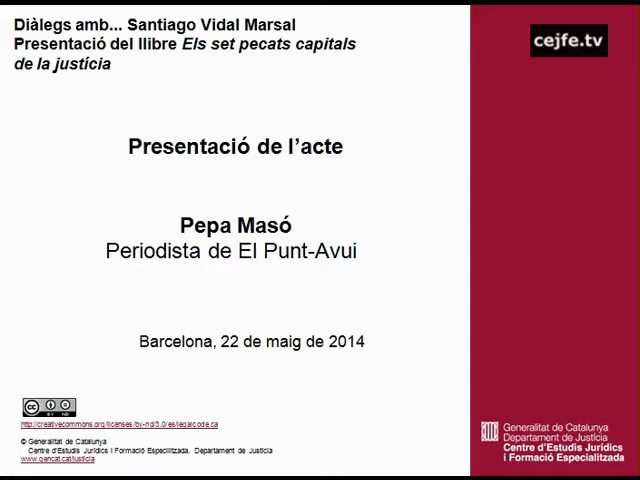 Diàlegs amb... Santiago Vidal Marsal
Presentació del llibre Els set pecats capitals
de la justícia
cejfe.tv
Presentació de l’acte
Pepa Masó
Periodista de El Punt-Avui
Barcelona, 22 de maig de 2014
cc
BY ND
http://creativecommons.org/licenses/by-nd/3.0/es/legalcode.ca
© Generalitat de Catalunya
Centre d'Estudis Jurídics i Formació Especialitzada. Departament de Justícia
www.gencat.cat/justicia
Generalitat de Catalunya
Departament de Justícia
Centre d'Estudis Jurídics
i Formació Especialitzada